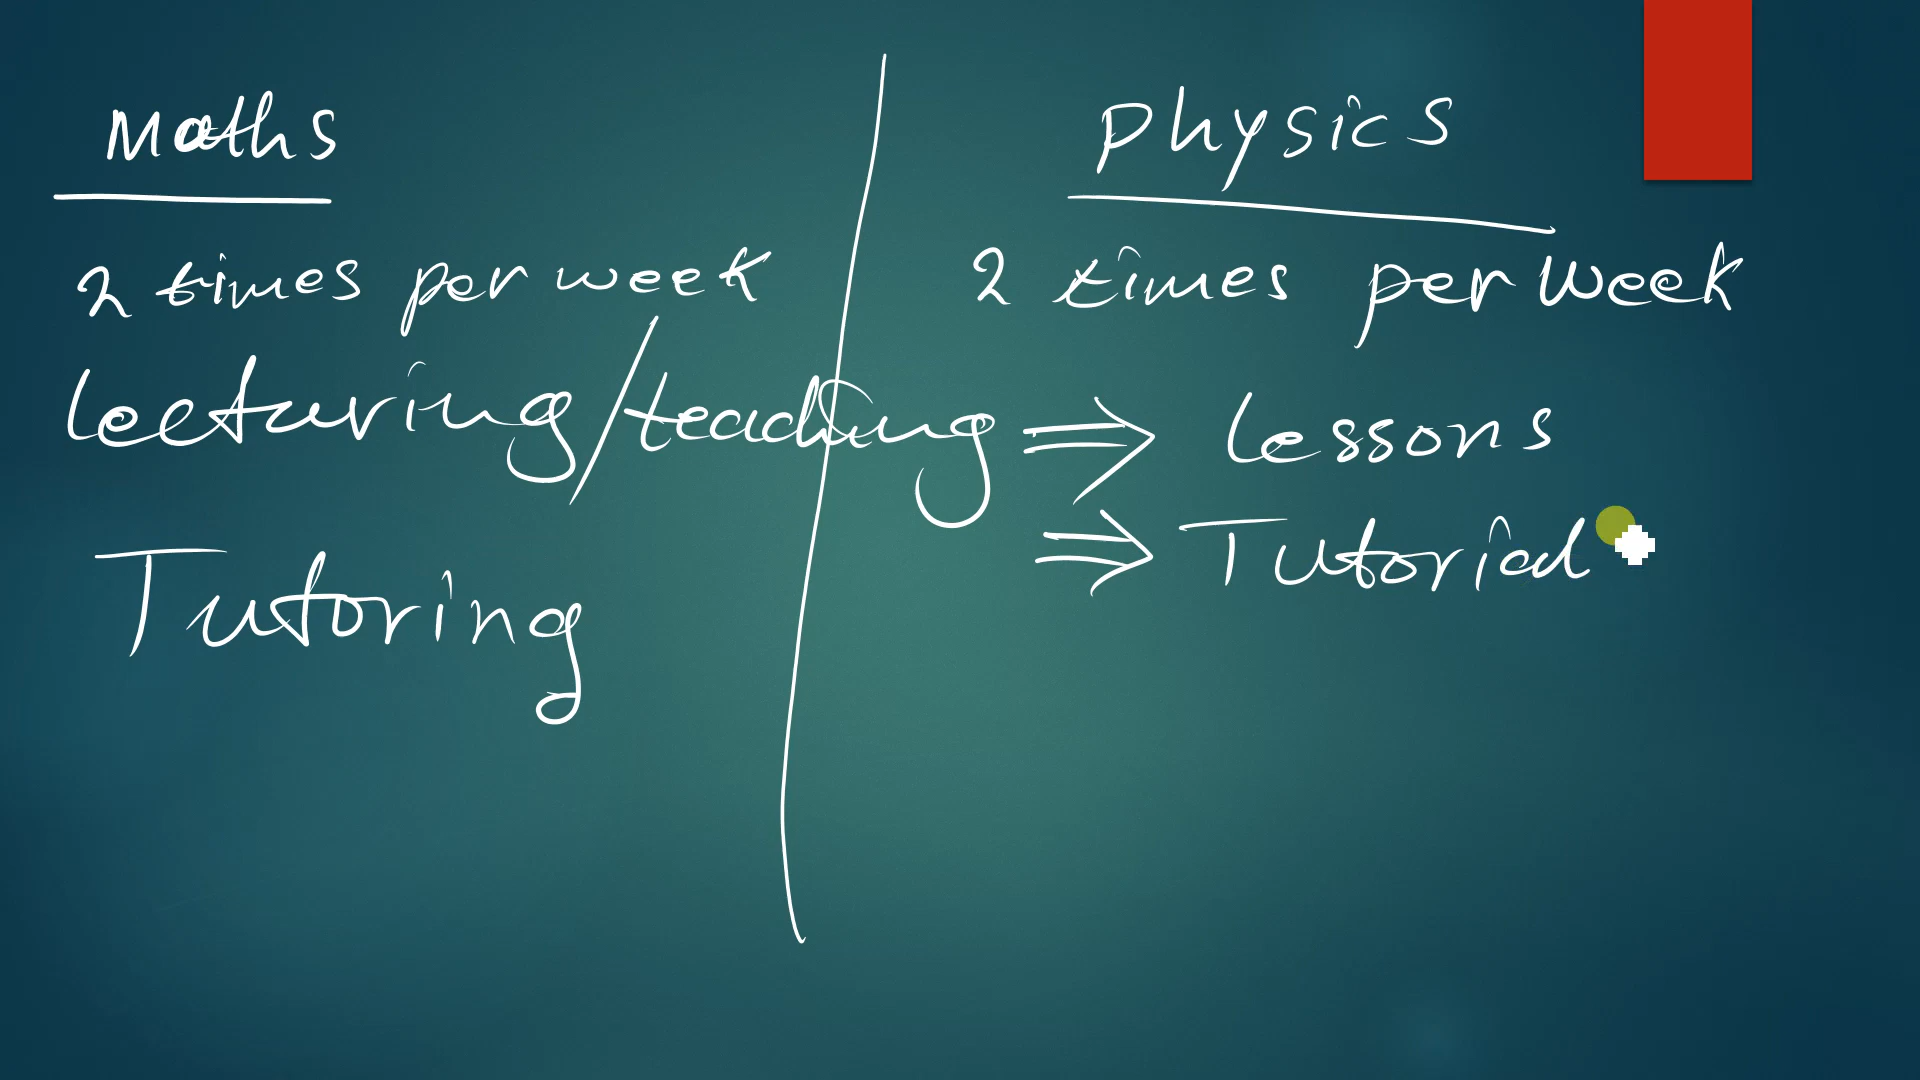 Maths
2 times per week
lecturing/teaching
Tutoring
Physics
2 times per week
⇒ lessons
⇒ Tutorial